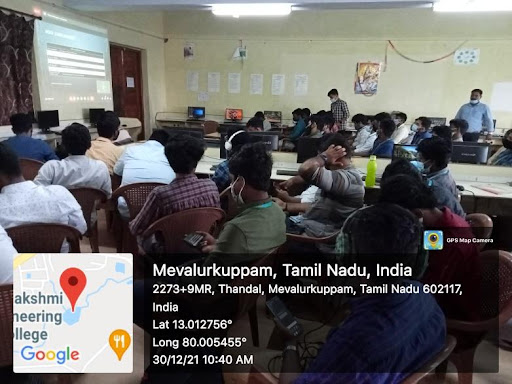 GPS Map Camera
Mevalurkuppam, Tamil Nadu, India
2273+9MR, Thandal, Mevalurkuppam, Tamil Nadu 602117,
India
Lat 13.012756°
Long 80.005455°
30/12/21 10:40 AM
akshmi
neering
ollege
Google